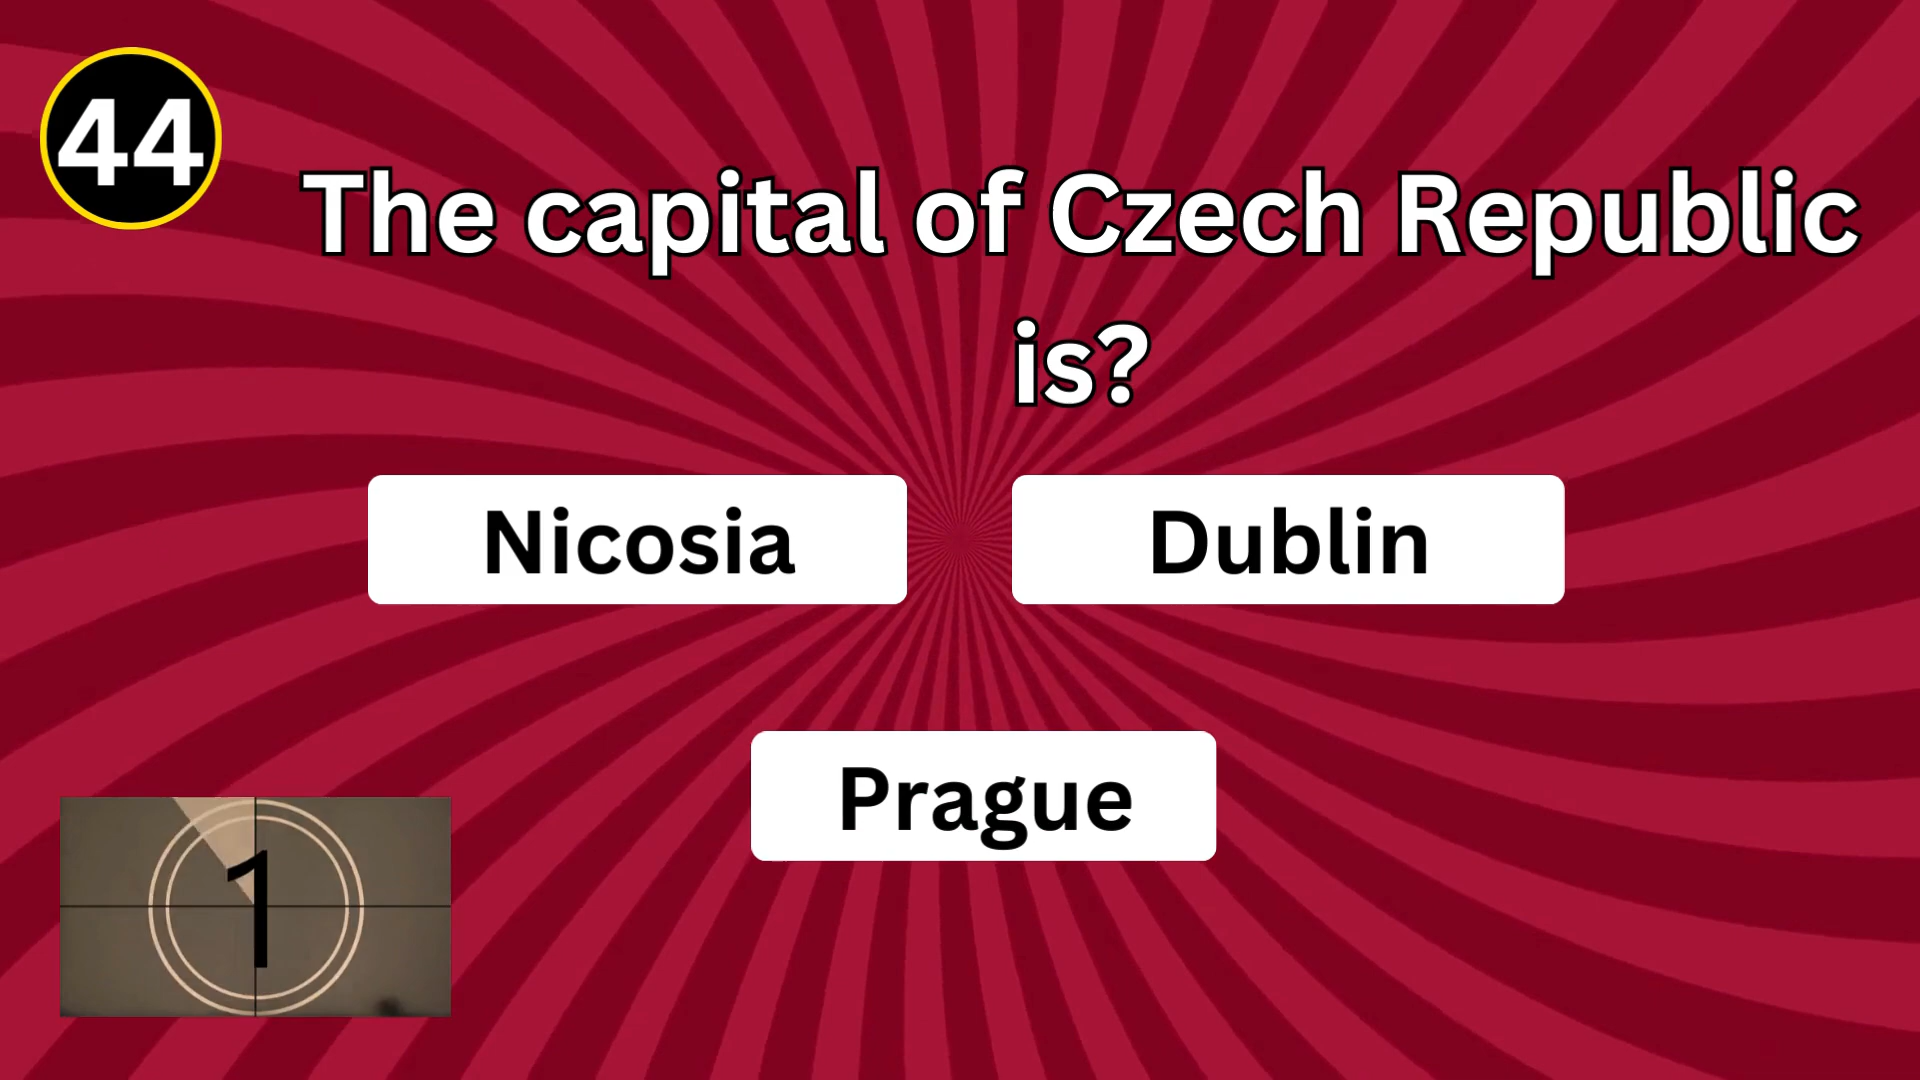 44
The capital of Czech Republic
is?
Nicosia
Dublin
Prague
1